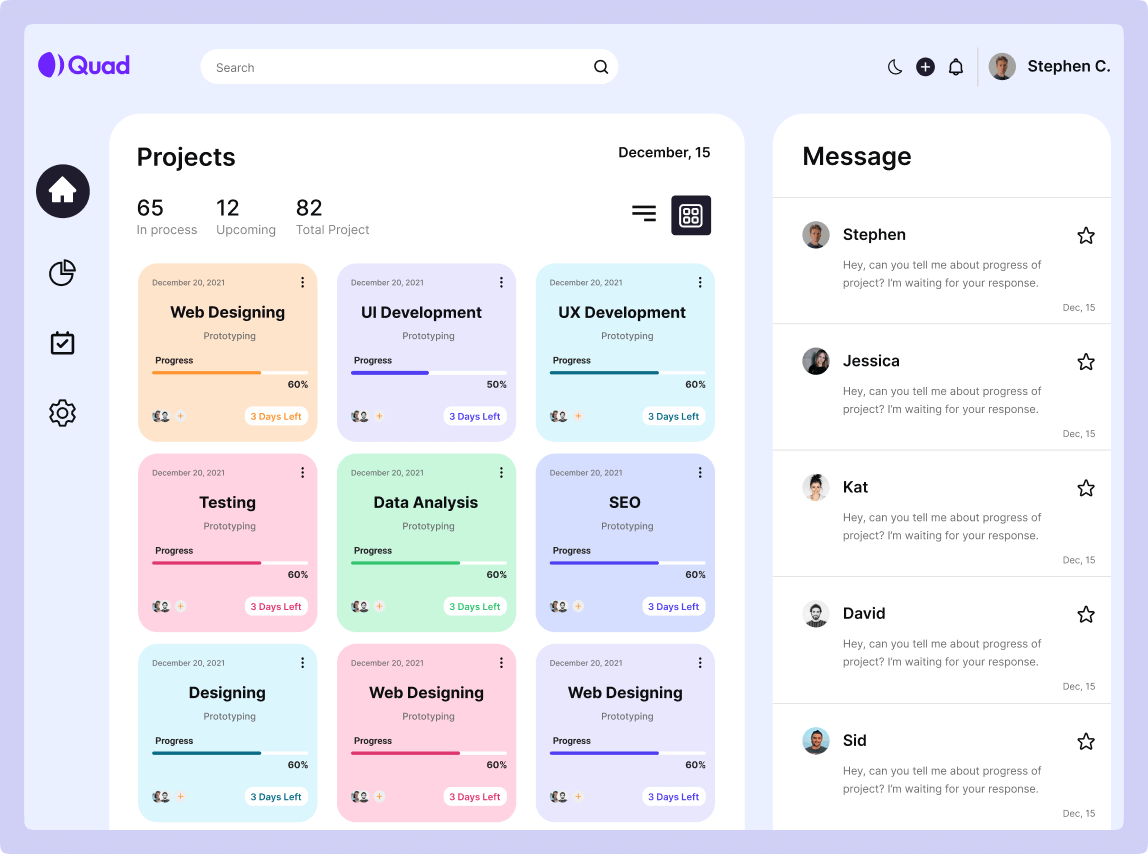 Quad
Search
Stephen C.
Projects
December, 15
65
In process
12
Upcoming
82
Total Project
December 20, 2021
Web Designing
Prototyping
Progress
60%
3 Days Left
December 20, 2021
UI Development
Prototyping
Progress
50%
3 Days Left
December 20, 2021
UX Development
Prototyping
Progress
60%
3 Days Left
December 20, 2021
Testing
Prototyping
Progress
60%
3 Days Left
December 20, 2021
Data Analysis
Prototyping
Progress
60%
3 Days Left
December 20, 2021
SEO
Prototyping
Progress
60%
3 Days Left
December 20, 2021
Designing
Prototyping
Progress
60%
3 Days Left
December 20, 2021
Web Designing
Prototyping
Progress
60%
3 Days Left
December 20, 2021
Web Designing
Prototyping
Progress
60%
3 Days Left
Message
Stephen
Hey, can you tell me about progress of
project? I'm waiting for your response.
Dec, 15
Jessica
Hey, can you tell me about progress of
project? I'm waiting for your response.
Dec, 15
Kat
Hey, can you tell me about progress of
project? I'm waiting for your response.
Dec, 15
David
Hey, can you tell me about progress of
project? I'm waiting for your response.
Dec, 15
Sid
Hey, can you tell me about progress of
project? I'm waiting for your response.
Dec, 15